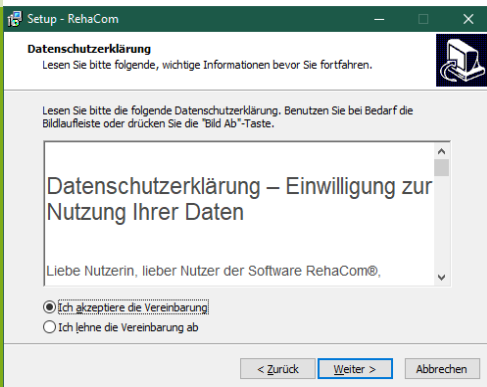 Setup - RehaCom
Datenschutzerklärung
Lesen Sie bitte folgende, wichtige Informationen bevor Sie fortfahren.
Lesen Sie bitte die folgende Datenschutzerklärung. Benutzen Sie bei Bedarf die
Bildlaufleiste oder drücken Sie die "Bild Ab"-Taste.
Datenschutzerklärung – Einwilligung zur
Nutzung Ihrer Daten
Liebe Nutzerin, lieber Nutzer der Software RehaCom®,
Ich akzeptiere die Vereinbarung
Ich lehne die Vereinbarung ab
< Zurück Weiter > Abbrechen